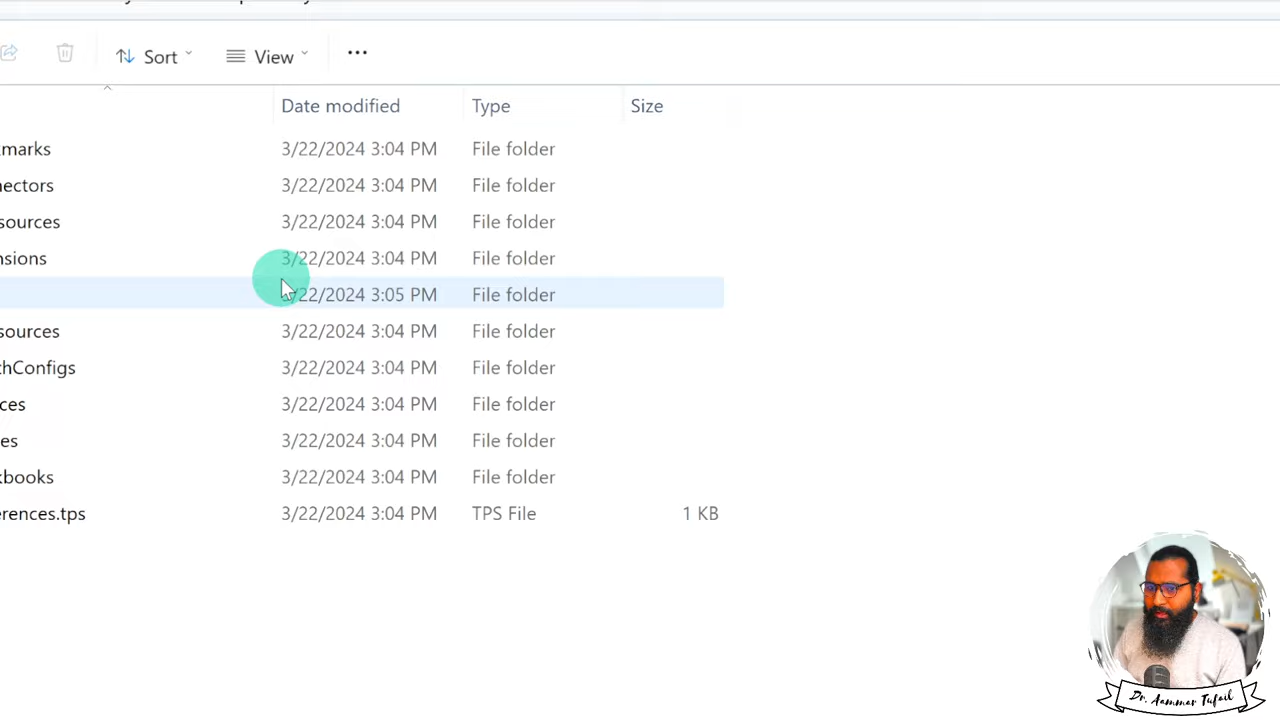 Sort View ...
Date modified Type Size
kmarks 3/22/2024 3:04 PM File folder
nectors 3/22/2024 3:04 PM File folder
sources 3/22/2024 3:04 PM File folder
nsions 3/22/2024 3:04 PM File folder
/22/2024 3:05 PM File folder
sources 3/22/2024 3:04 PM File folder
thConfigs 3/22/2024 3:04 PM File folder
ces 3/22/2024 3:04 PM File folder
es 3/22/2024 3:04 PM File folder
kbooks 3/22/2024 3:04 PM File folder
erences.tps 3/22/2024 3:04 PM TPS File 1 KB
Dr. Aammar Tufail